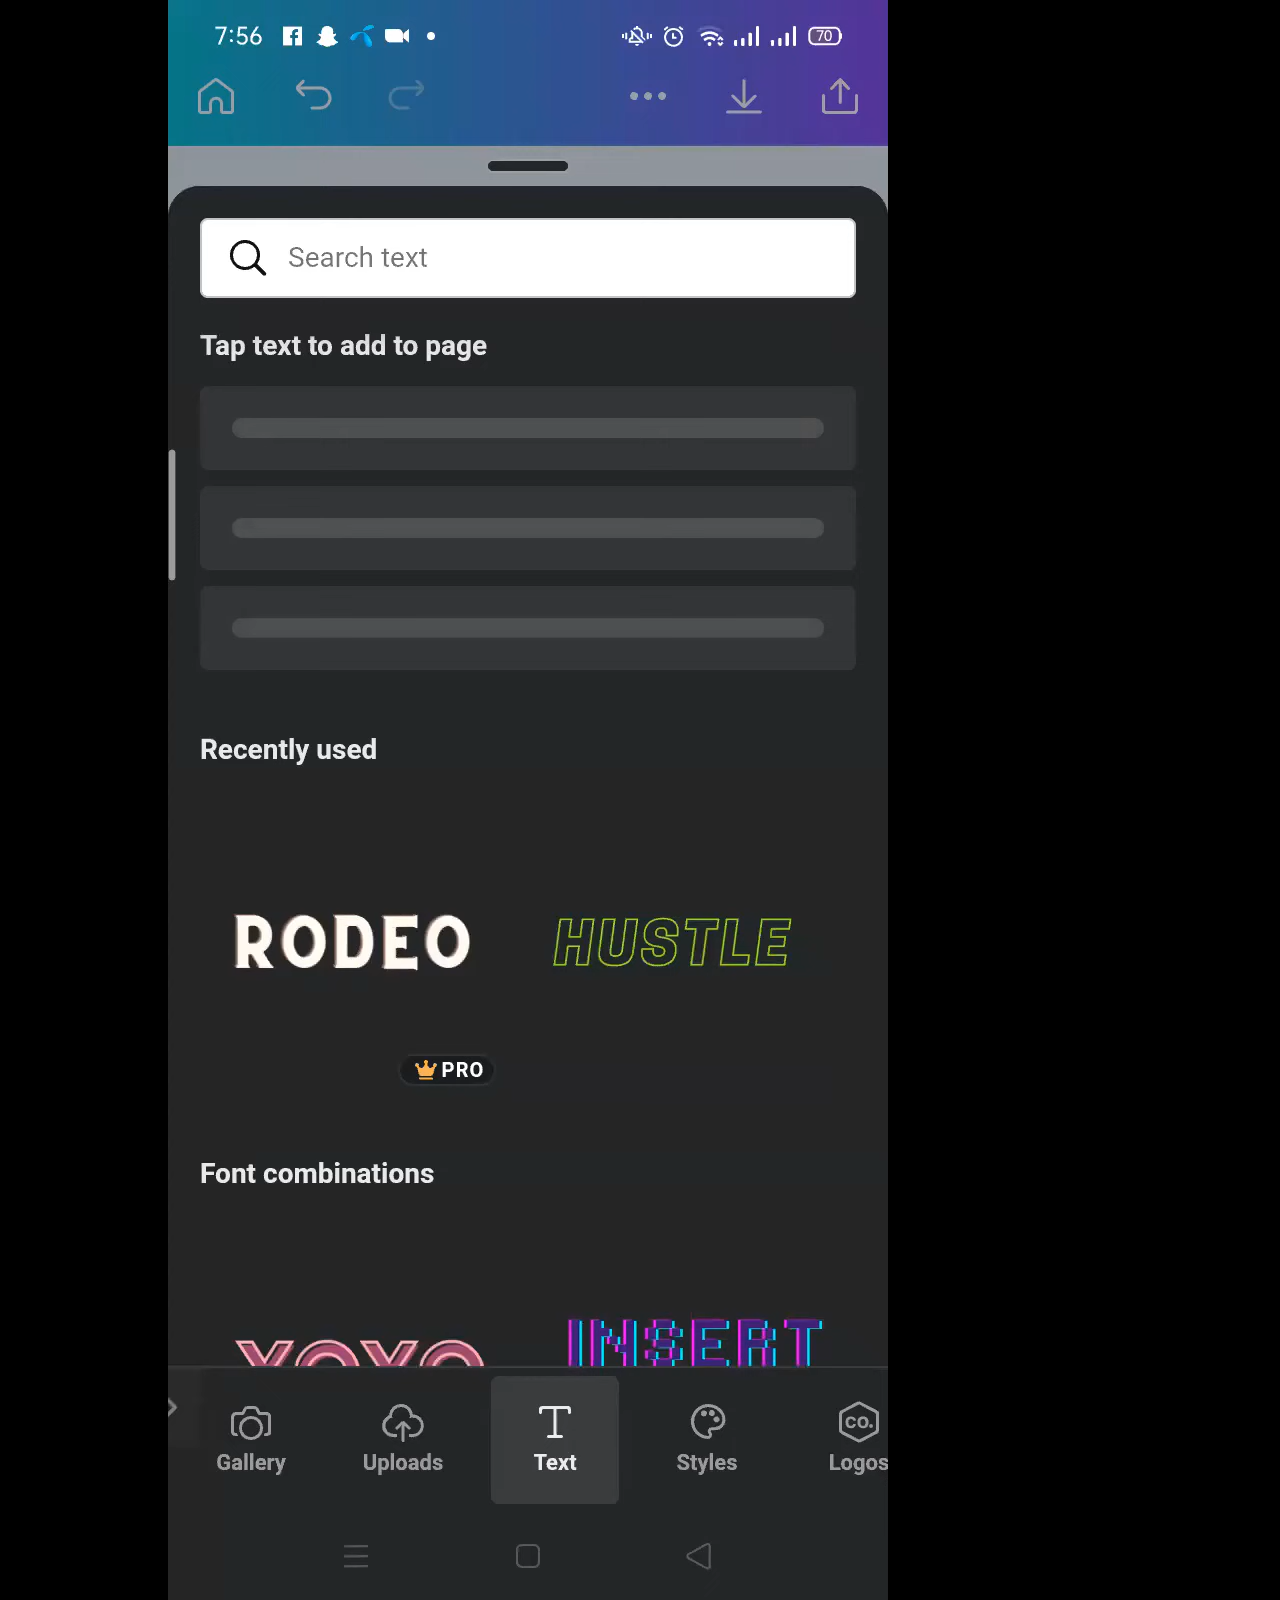 7:56
70
Search text
Tap text to add to page
Recently used
RODEO
HUSTLE
PRO
Font combinations
YOYO
INSERT
Gallery
Uploads
Text
Styles
CO.
Logos